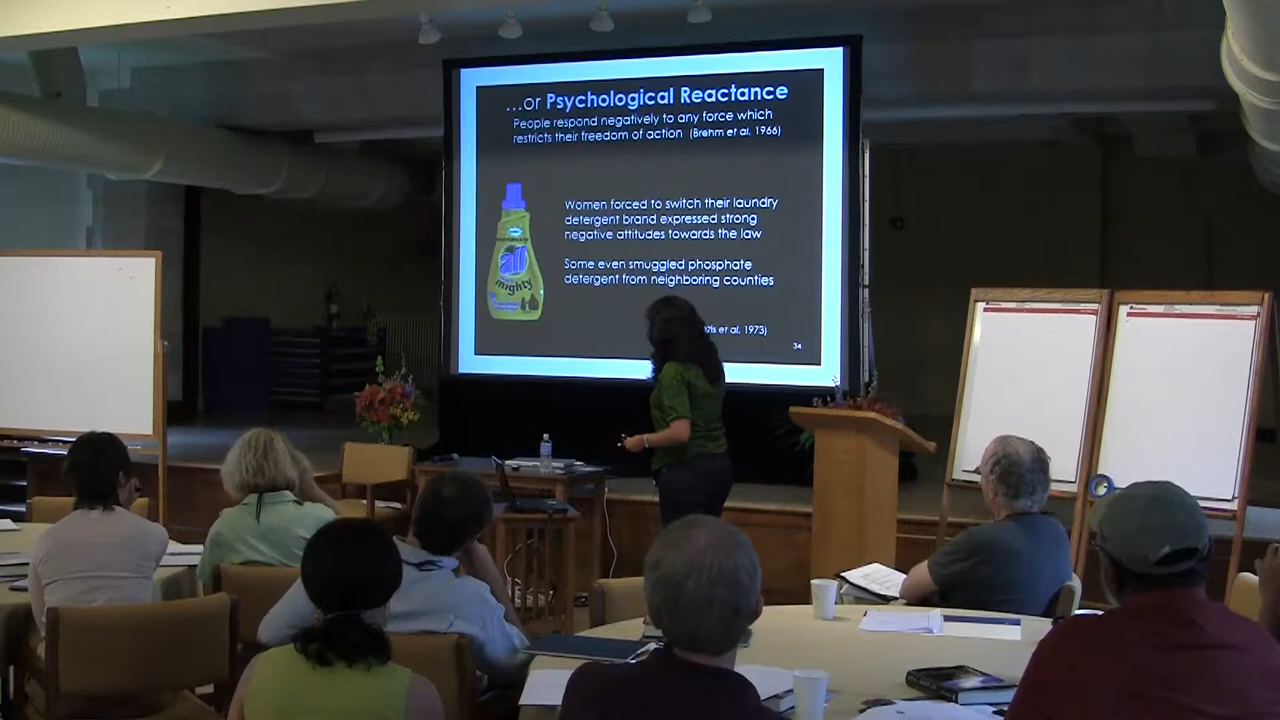 ...or Psychological Reactance
People respond negatively to any force which
restricts their freedom of action (Brehm et al. 1966)
all
mighty
Women forced to switch their laundry
detergent brand expressed strong
negative attitudes towards the law
Some even smuggled phosphate
detergent from neighboring counties
et al. 1973)
34